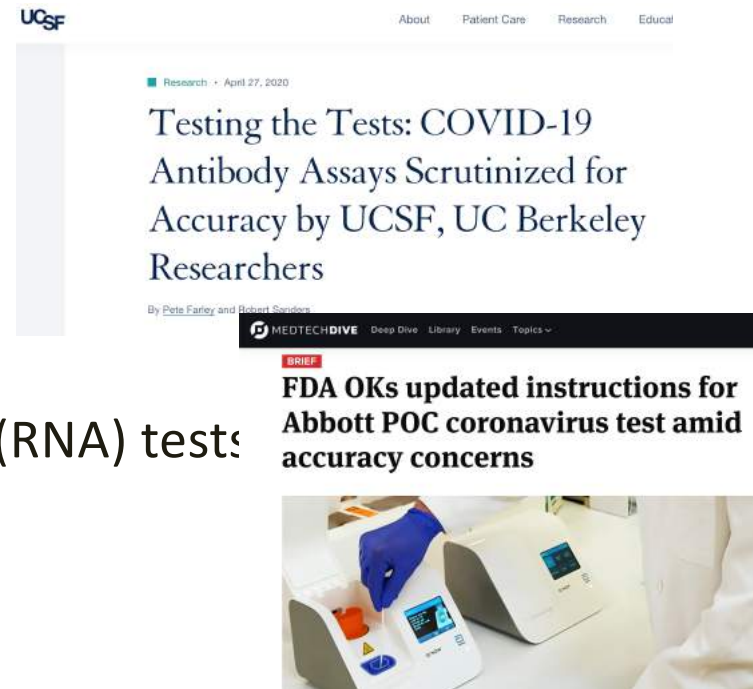 UCSF
About Patient Care Research
Research • April 27, 2020
Testing the Tests: COVID-19
Antibody Assays Scrutinized for
Accuracy by UCSF, UC Berkeley
Researchers
By Pete Farley and Robert Sanders
MEDTECHDIVE Deep Dive Library Events Topics
BRIEF
FDA OKs updated instructions for
Abbott POC coronavirus test amid
accuracy concerns
(RNA) tests